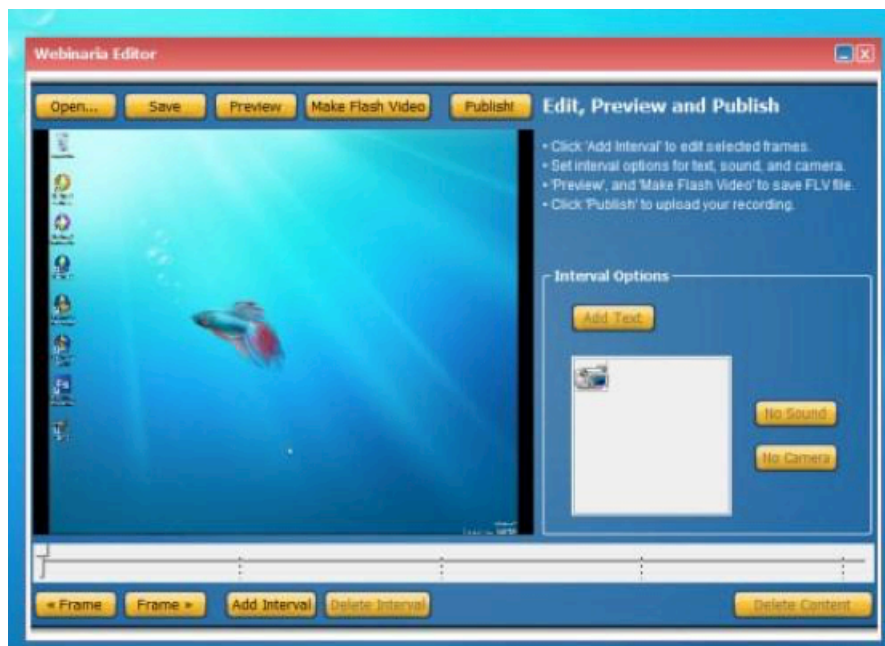 Webinaria Editor
Open... Save Preview Make Flash Video Publish!
Edit, Preview and Publish
• Click 'Add Interval' to edit selected frames.
• Set interval options for text, sound, and camera.
• 'Preview', and 'Make Flash Video' to save FLV file.
• Click 'Publish' to upload your recording.
Interval Options
Add Text
No Sound
No Camera
« Frame Frame » Add Interval Delete Interval Delete Content